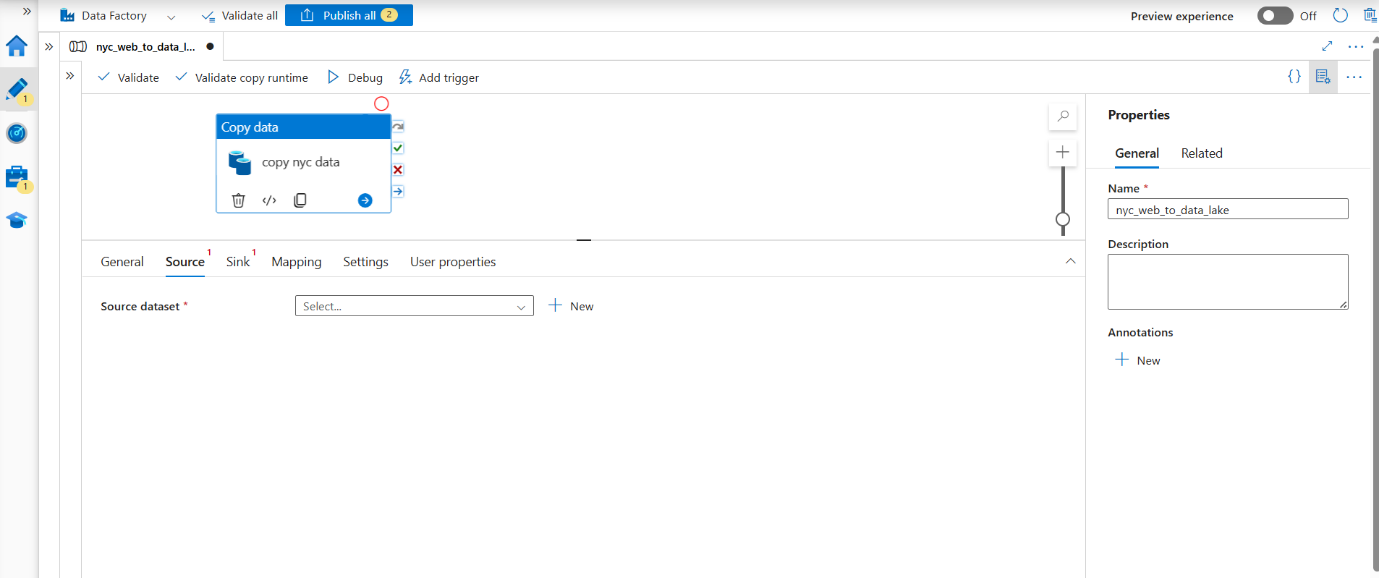 Data Factory Validate all Publish all 2 Preview experience Off
nyc_web_to_data_l...
1
Validate Validate copy runtime Debug Add trigger
Copy data
copy nyc data
1
General Source 1 Sink 1 Mapping Settings User properties
Source dataset * Select... New
Properties
General Related
Name *
nyc_web_to_data_lake
Description
Annotations
New